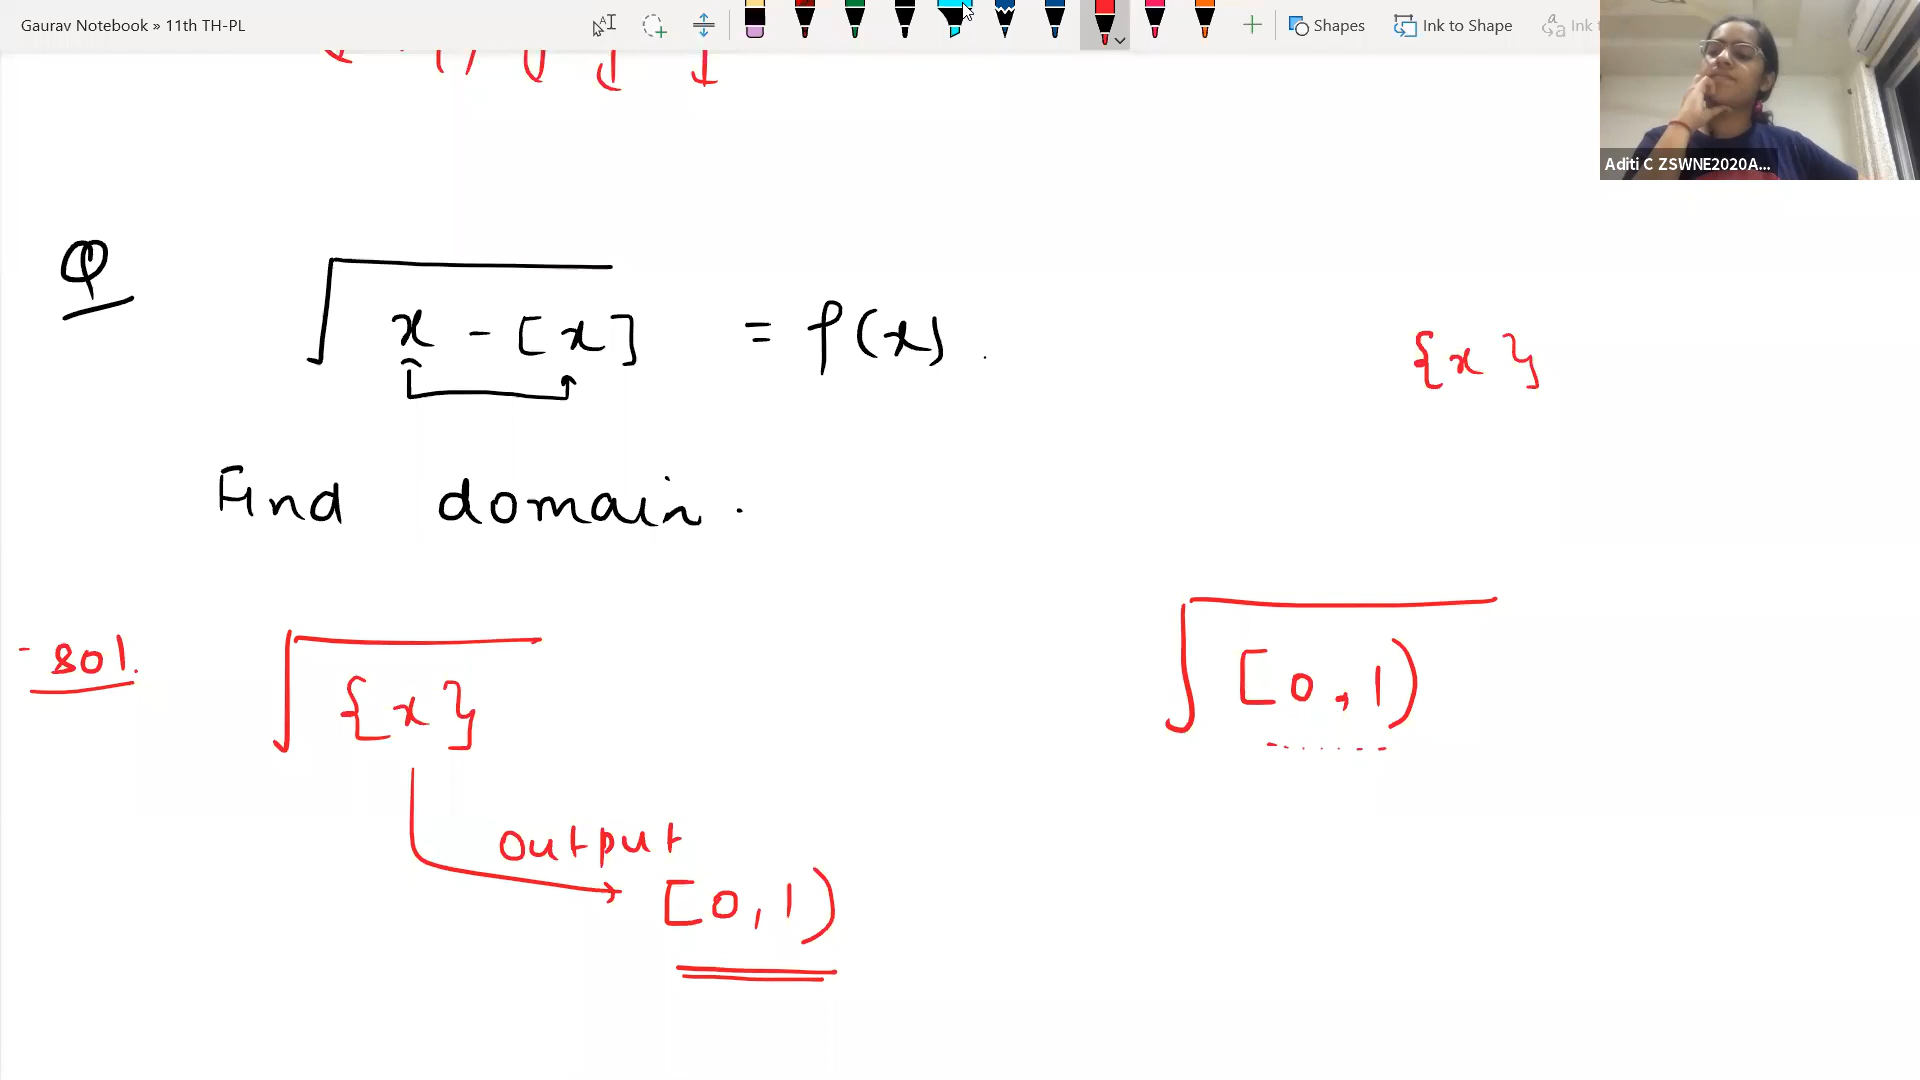 Gaurav Notebook » 11th TH-PL
Shapes
Ink to Shape
Ink
Aditi C ZSWNE2020A...
Q
√(x - [x]) = f(x).
{x}
Find domain.
sol.
√{x}
√[0,1)
output
[0,1)